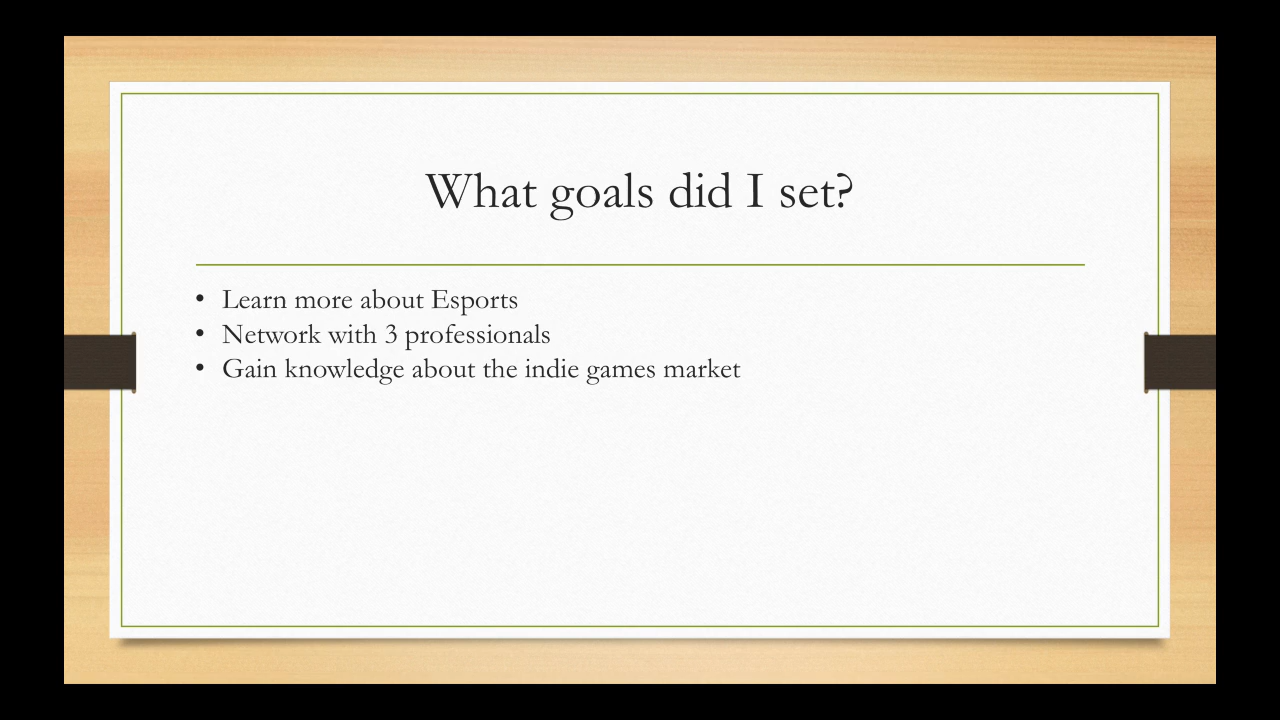 What goals did I set?
• Learn more about Esports
• Network with 3 professionals
• Gain knowledge about the indie games market